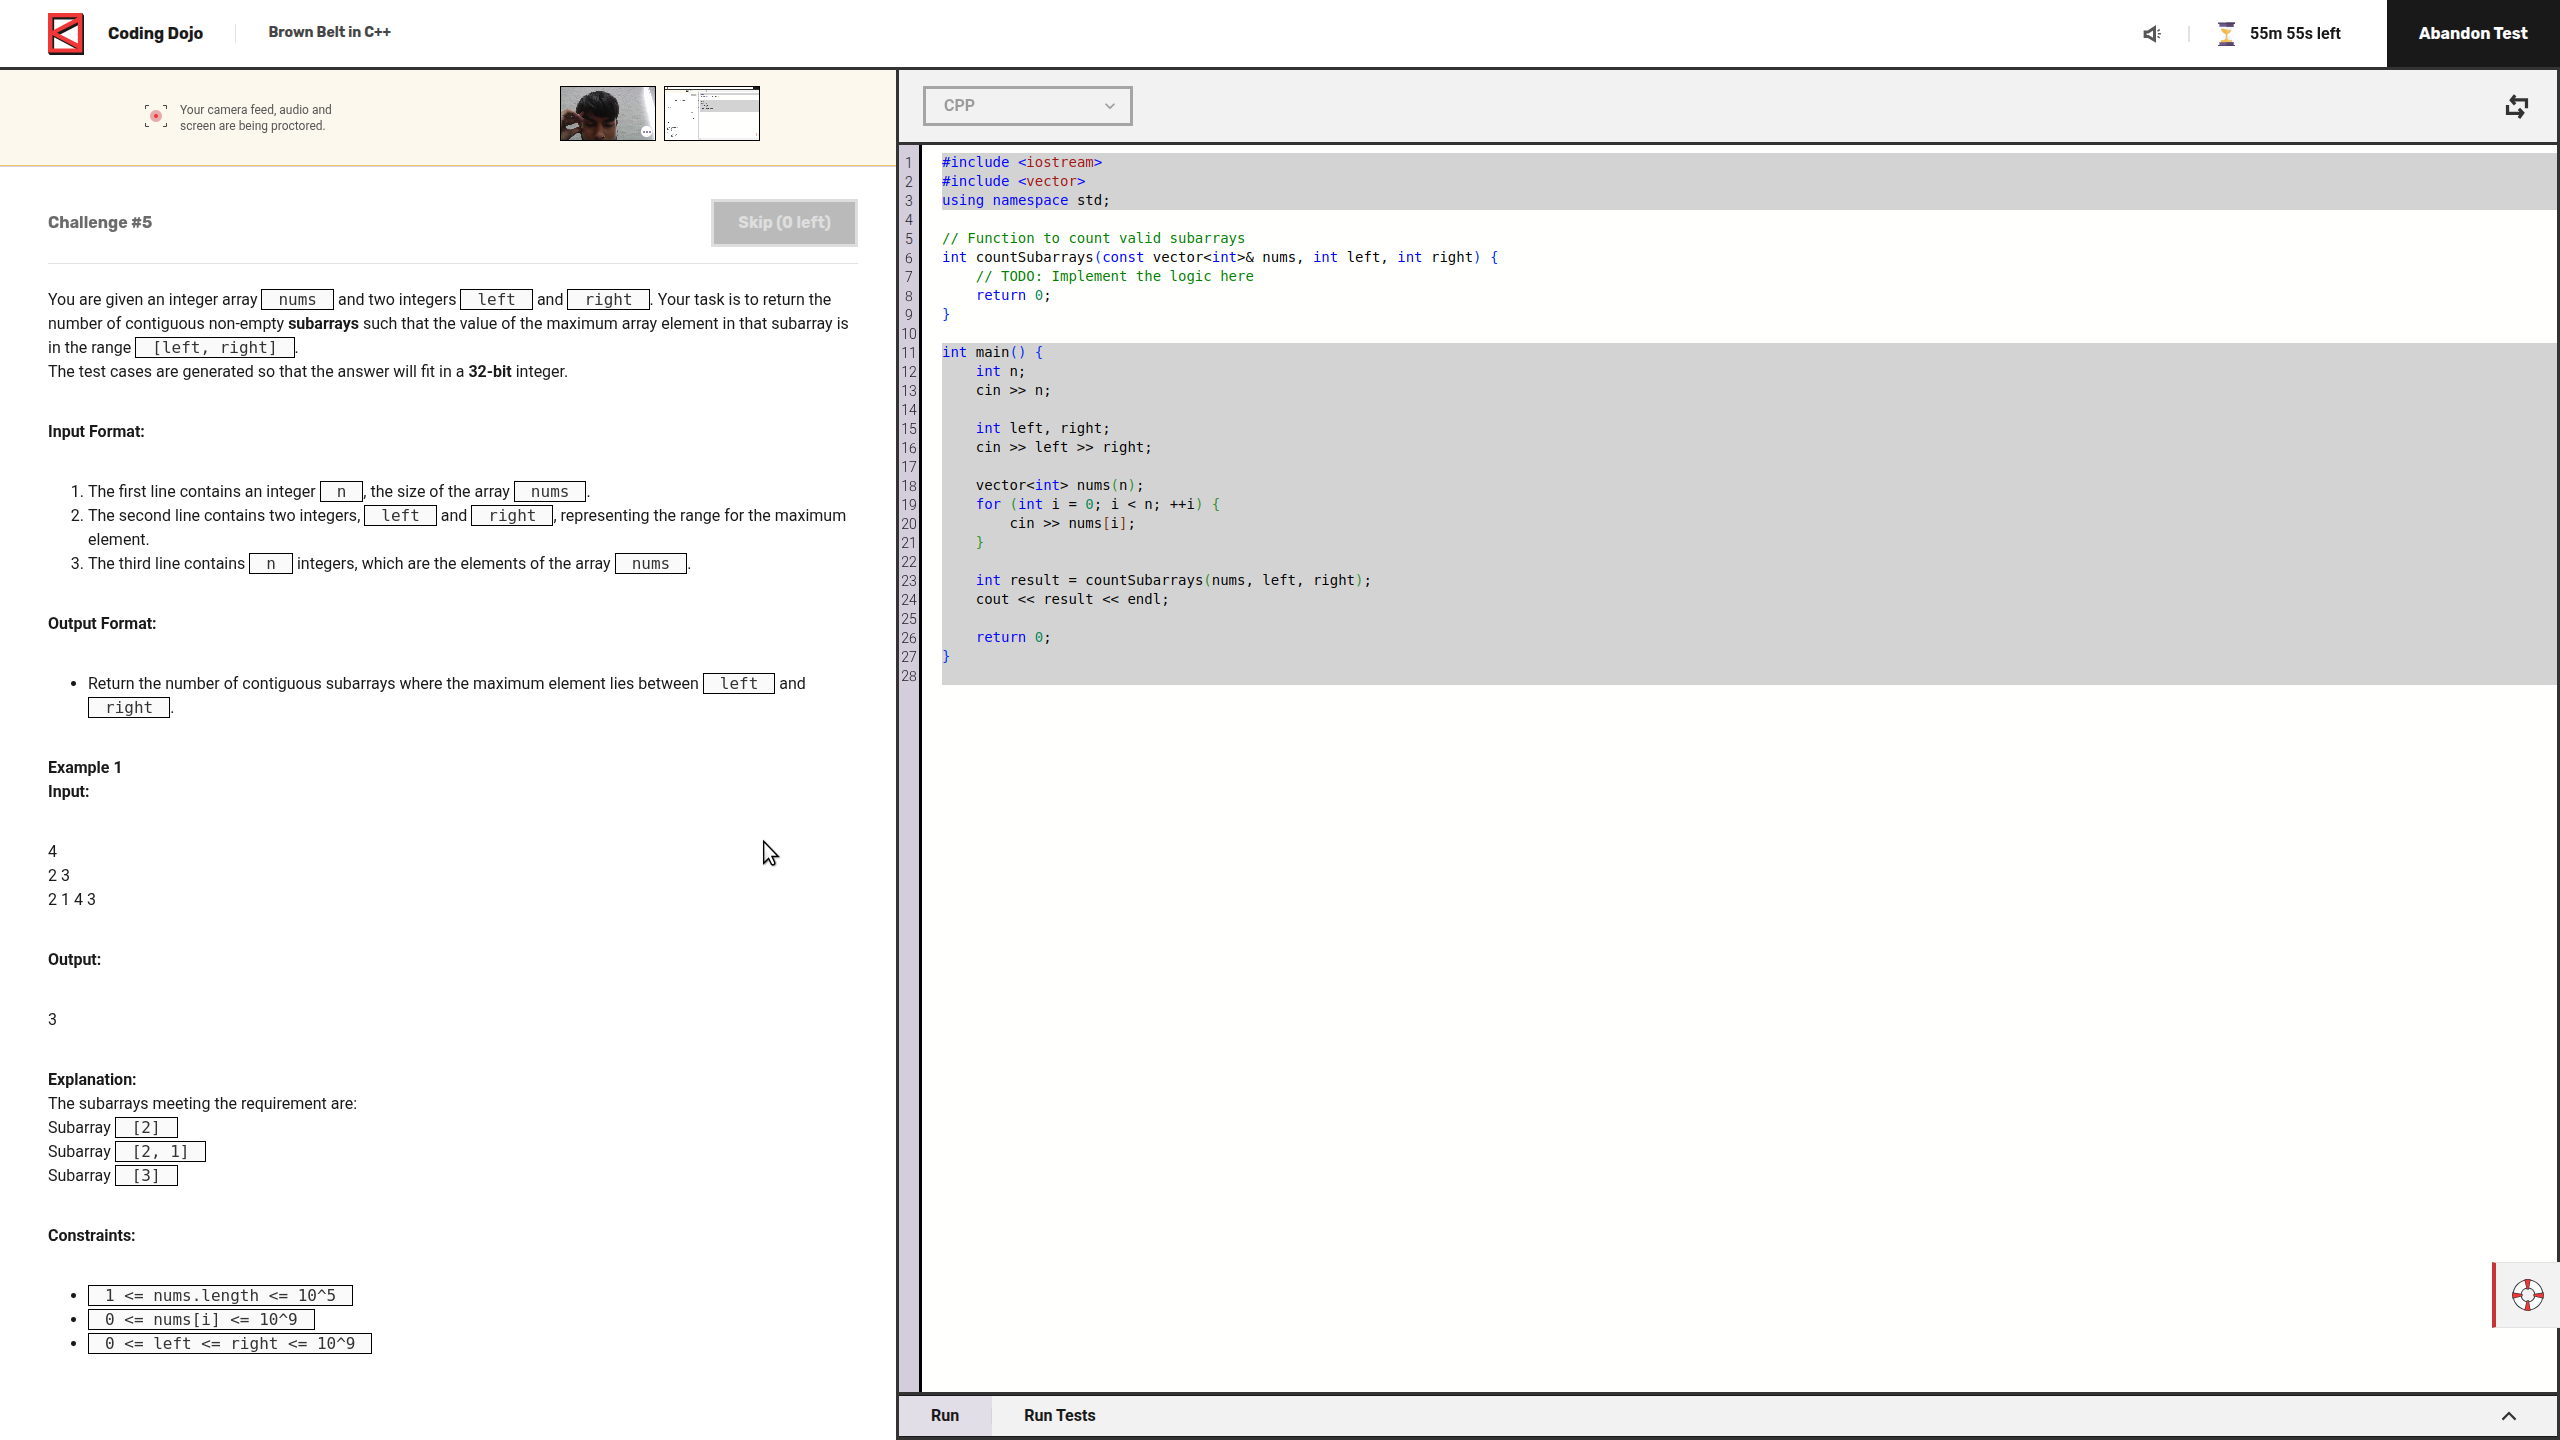 Coding Dojo
Brown Belt in C++
55m 55s left
Abandon Test
Your camera feed, audio and
screen are being proctored.
Challenge #5
Skip (0 left)
You are given an integer array nums and two integers left and right. Your task is to return the
number of contiguous non-empty subarrays such that the value of the maximum array element in that subarray is
in the range [left, right].
The test cases are generated so that the answer will fit in a 32-bit integer.
Input Format:
1. The first line contains an integer n, the size of the array nums.
2. The second line contains two integers, left and right, representing the range for the maximum
element.
3. The third line contains n integers, which are the elements of the array nums.
Output Format:
• Return the number of contiguous subarrays where the maximum element lies between left and
right.
Example 1
Input:
4
2 3
2 1 4 3
Output:
3
Explanation:
The subarrays meeting the requirement are:
Subarray [2]
Subarray [2, 1]
Subarray [3]
Constraints:
• 1 <= nums.length <= 10^5
• 0 <= nums[i] <= 10^9
• 0 <= left <= right <= 10^9
CPP
1 #include <iostream>
2 #include <vector>
3 using namespace std;
4
5 // Function to count valid subarrays
6 int countSubarrays(const vector<int>& nums, int left, int right) {
7     // TODO: Implement the logic here
8     return 0;
9 }
10
11 int main() {
12     int n;
13     cin >> n;
14
15     int left, right;
16     cin >> left >> right;
17
18     vector<int> nums(n);
19     for (int i = 0; i < n; ++i) {
20         cin >> nums[i];
21     }
22
23     int result = countSubarrays(nums, left, right);
24     cout << result << endl;
25
26     return 0;
27 }
28
Run
Run Tests